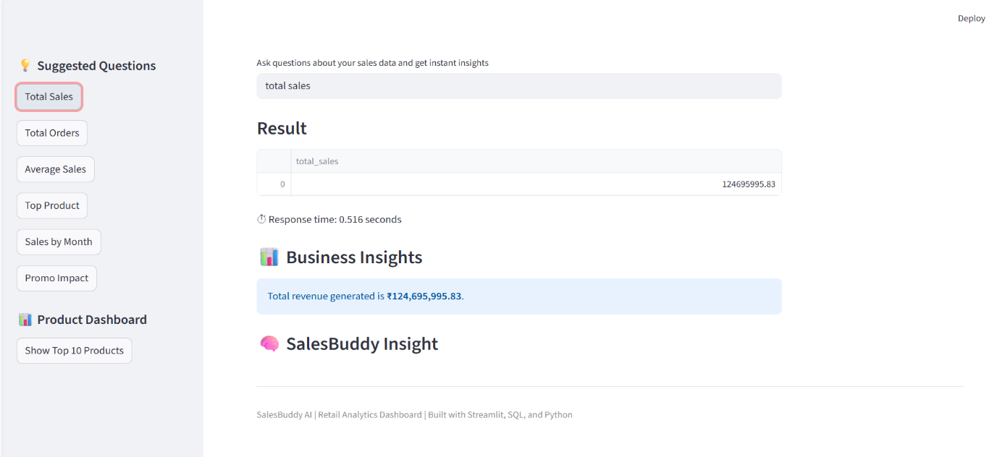 Deploy
💡 Suggested Questions
Total Sales
Total Orders
Average Sales
Top Product
Sales by Month
Promo Impact
📊 Product Dashboard
Show Top 10 Products
Ask questions about your sales data and get instant insights
total sales
Result
total_sales
0 124695995.83
⏱ Response time: 0.516 seconds
📊 Business Insights
Total revenue generated is ₹124,695,995.83.
🧠 SalesBuddy Insight
SalesBuddy AI | Retail Analytics Dashboard | Built with Streamlit, SQL, and Python